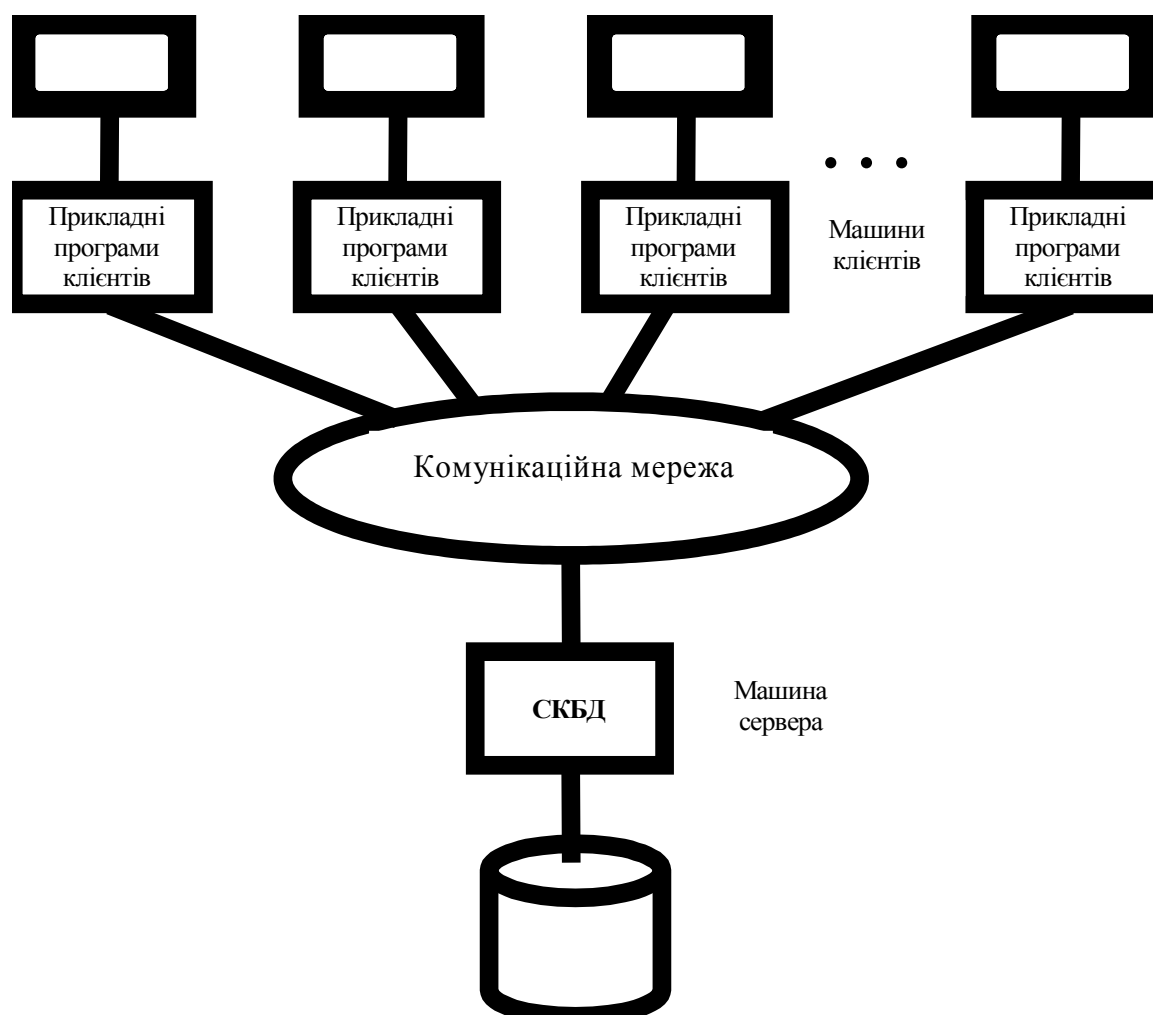 Прикладні
програми
клієнтів
Прикладні
програми
клієнтів
Прикладні
програми
клієнтів
Машини
клієнтів
Прикладні
програми
клієнтів
Комунікаційна мережа
СКБД
Машина
сервера